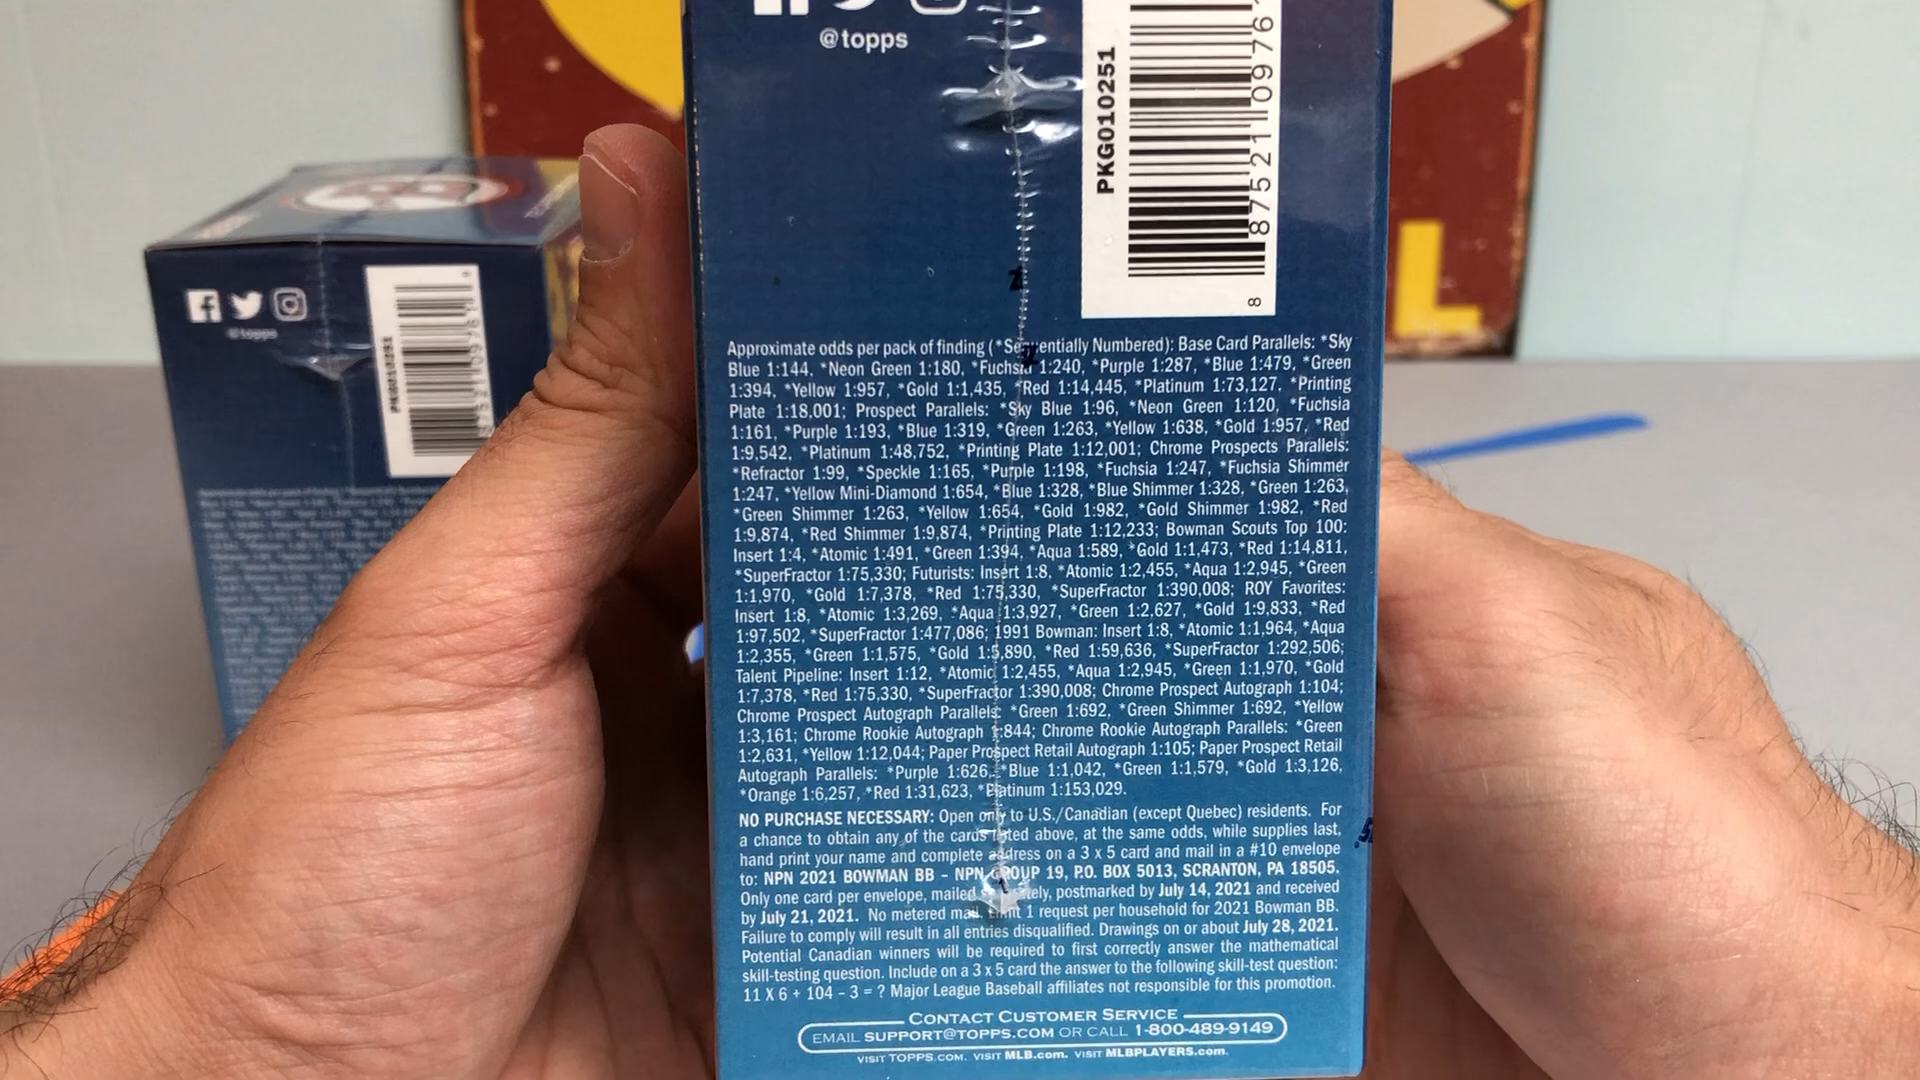 @topps
PKG010251
8 87521 10976
Approximate odds per pack of finding (*Sequentially Numbered): Base Card Parallels: *Sky
Blue 1:144, *Neon Green 1:180, *Fuchsia 1:240, *Purple 1:287, *Blue 1:479, *Green
1:394, *Yellow 1:957, *Gold 1:1,435, *Red 1:14,445, *Platinum 1:73,127, *Printing
Plate 1:18,001; Prospect Parallels: *Sky Blue 1:96, *Neon Green 1:120, *Fuchsia
1:161, *Purple 1:193, *Blue 1:319, *Green 1:263, *Yellow 1:638, *Gold 1:957, *Red
1:9,542, *Platinum 1:48,752, *Printing Plate 1:12,001; Chrome Prospects Parallels:
*Refractor 1:99, *Speckle 1:165, *Purple 1:198, *Fuchsia 1:247, *Fuchsia Shimmer
1:247, *Yellow Mini-Diamond 1:654, *Blue 1:328, *Blue Shimmer 1:328, *Green 1:263,
*Green Shimmer 1:263, *Yellow 1:654, *Gold 1:982, *Gold Shimmer 1:982, *Red
1:9,874, *Red Shimmer 1:9,874, *Printing Plate 1:12,233; Bowman Scouts Top 100:
Insert 1:4, *Atomic 1:491, *Green 1:394, *Aqua 1:589, *Gold 1:1,473, *Red 1:14,811,
*SuperFractor 1:75,330; Futurists: Insert 1:8, *Atomic 1:2,455, *Aqua 1:2,945, *Green
1:1,970, *Gold 1:7,378, *Red 1:75,330, *SuperFractor 1:390,008; ROY Favorites:
Insert 1:8, *Atomic 1:3,269, *Aqua 1:3,927, *Green 1:2,627, *Gold 1:9,833, *Red
1:97,502, *SuperFractor 1:477,086; 1991 Bowman: Insert 1:8, *Atomic 1:1,964, *Aqua
1:2,355, *Green 1:1,575, *Gold 1:5,890, *Red 1:59,636, *SuperFractor 1:292,506;
Talent Pipeline: Insert 1:12, *Atomic 1:2,455, *Aqua 1:2,945, *Green 1:1,970, *Gold
1:7,378, *Red 1:75,330, *SuperFractor 1:390,008; Chrome Prospect Autograph 1:104;
Chrome Prospect Autograph Parallels: *Green 1:692, *Green Shimmer 1:692, *Yellow
1:3,161; Chrome Rookie Autograph 1:844; Chrome Rookie Autograph Parallels: *Green
1:2,631, *Yellow 1:12,044; Paper Prospect Retail Autograph 1:105; Paper Prospect Retail
Autograph Parallels: *Purple 1:626, *Blue 1:1,042, *Green 1:1,579, *Gold 1:3,126,
*Orange 1:6,257, *Red 1:31,623, *Platinum 1:153,029.
NO PURCHASE NECESSARY: Open only to U.S./Canadian (except Quebec) residents. For
a chance to obtain any of the cards listed above, at the same odds, while supplies last,
hand print your name and complete address on a 3 x 5 card and mail in a #10 envelope
to: NPN 2021 BOWMAN BB - NPN GROUP 19, P.O. BOX 5013, SCRANTON, PA 18505.
Only one card per envelope, mailed separately, postmarked by July 14, 2021 and received
by July 21, 2021. No metered mail. Limit 1 request per household for 2021 Bowman BB.
Failure to comply will result in all entries disqualified. Drawings on or about July 28, 2021.
Potential Canadian winners will be required to first correctly answer the mathematical
skill-testing question. Include on a 3 x 5 card the answer to the following skill-test question:
11 X 6 + 104 - 3 = ? Major League Baseball affiliates not responsible for this promotion.
CONTACT CUSTOMER SERVICE
EMAIL SUPPORT@TOPPS.COM OR CALL 1-800-489-9149
VISIT TOPPS.COM. VISIT MLB.com. VISIT MLBPLAYERS.com.
@topps
PKG010251
L